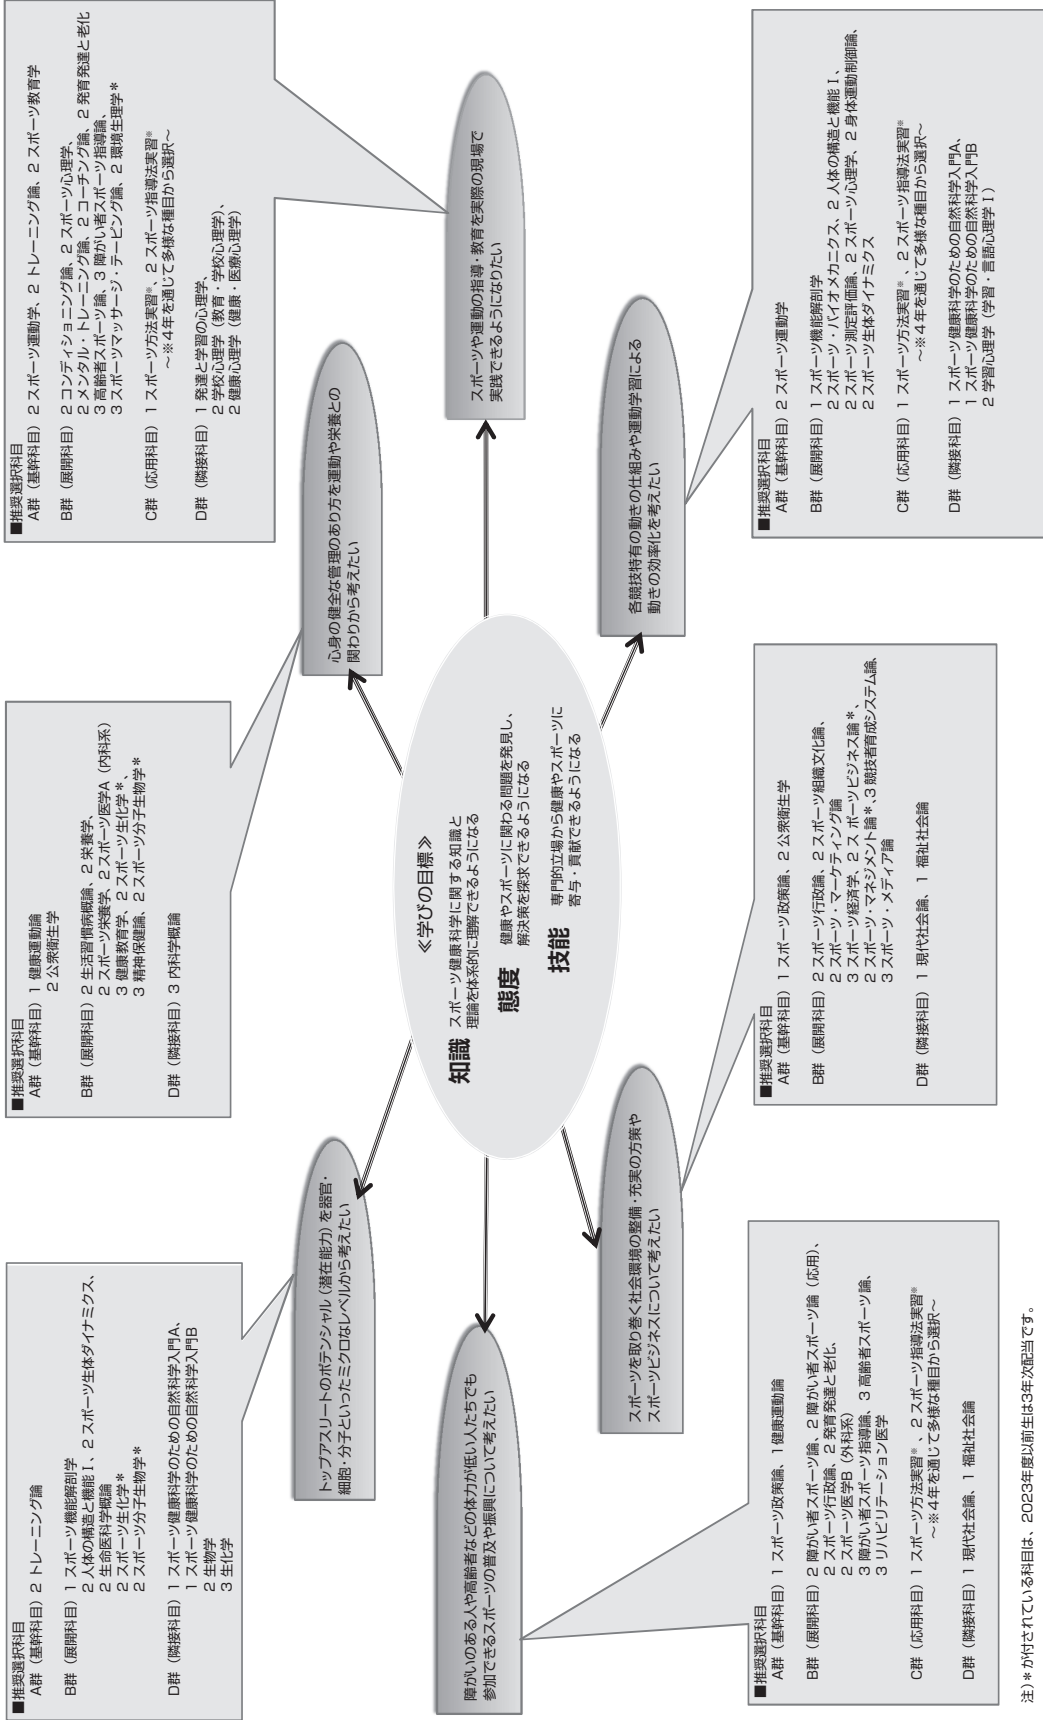 ■推奨選択科目
A群（基幹科目）2 トレーニング論
B群（展開科目）1 スポーツ機能解剖学
2 人体の構造と機能Ⅰ、2 スポーツ生体ダイナミクス、
2 生命医科学概論
2 スポーツ生化学＊
2 スポーツ分子生物学＊
D群（隣接科目）1 スポーツ健康科学のための自然科学入門A、
1 スポーツ健康科学のための自然科学入門B
2 生物学
3 生化学
トップアスリートのポテンシャル（潜在能力）を器官・
細胞・分子といったミクロなレベルから考えたい
■推奨選択科目
A群（基幹科目）1 健康運動論
2 公衆衛生学
B群（展開科目）2 生活習慣病概論、2 栄養学、
2 スポーツ栄養学、2 スポーツ医学A（内科系）
3 健康教育学、2 スポーツ生化学＊、
3 精神保健論、2 スポーツ分子生物学＊
D群（隣接科目）3 内科学概論
心身の健全な管理のあり方を運動や栄養との
関わりから考えたい
■推奨選択科目
A群（基幹科目）2 スポーツ運動学、2 トレーニング論、2 スポーツ教育学
B群（展開科目）2 コンディショニング論、2 スポーツ心理学、
2 メンタル・トレーニング論、2 コーチング論、2 発育発達と老化
3 高齢者スポーツ論、3 障がい者スポーツ指導論、
3 スポーツマッサージ・テーピング論、2 環境生理学＊
C群（応用科目）1 スポーツ方法実習※、2 スポーツ指導法実習※
～※４年を通じて多様な種目から選択～
D群（隣接科目）1 発達と学習の心理学、
2 学校心理学（教育・学校心理学）、
2 健康心理学（健康・医療心理学）
スポーツや運動の指導・教育を実際の現場で
実践できるようになりたい
≪学びの目標≫
知識 スポーツ健康科学に関する知識と
理論を体系的に理解できるようになる
態度 健康やスポーツに関わる問題を発見し、
解決策を探求できるようになる
技能 専門的立場から健康やスポーツに
寄与・貢献できるようになる
障がいのある人や高齢者などの体力が低い人たちでも
参加できるスポーツの普及や振興について考えたい
■推奨選択科目
A群（基幹科目）1 スポーツ政策論、1 健康運動論
B群（展開科目）2 障がい者スポーツ論、2 障がい者スポーツ論（応用）、
2 スポーツ行政論、2 発育発達と老化、
2 スポーツ医学B（外科系）
3 障がい者スポーツ指導論、3 高齢者スポーツ論、
3 リハビリテーション医学
C群（応用科目）1 スポーツ方法実習※、2 スポーツ指導法実習※
～※４年を通じて多様な種目から選択～
D群（隣接科目）1 現代社会論、1 福祉社会論
スポーツを取り巻く社会環境の整備・充実の方策や
スポーツビジネスについて考えたい
■推奨選択科目
A群（基幹科目）1 スポーツ政策論、2 公衆衛生学
B群（展開科目）2 スポーツ行政論、2 スポーツ組織文化論、
2 スポーツ・マーケティング論
3 スポーツ経済学、2 スポーツビジネス論＊、
2 スポーツ・マネジメント論＊、3 競技者育成システム論、
3 スポーツ・メディア論
D群（隣接科目）1 現代社会論、1 福祉社会論
各競技特有の動きの仕組みや運動学習による
動きの効率化を考えたい
■推奨選択科目
A群（基幹科目）2 スポーツ運動学
B群（展開科目）1 スポーツ機能解剖学
2 スポーツ・バイオメカニクス、2 人体の構造と機能Ⅰ、
2 スポーツ測定評価論、2 スポーツ心理学、2 身体運動制御論、
2 スポーツ生体ダイナミクス
C群（応用科目）1 スポーツ方法実習※、2 スポーツ指導法実習※
～※４年を通じて多様な種目から選択～
D群（隣接科目）1 スポーツ健康科学のための自然科学入門A、
1 スポーツ健康科学のための自然科学入門B
2 学習心理学（学習・言語心理学Ⅰ）
注）＊が付されている科目は、2023年度以前生は3年次配当です。